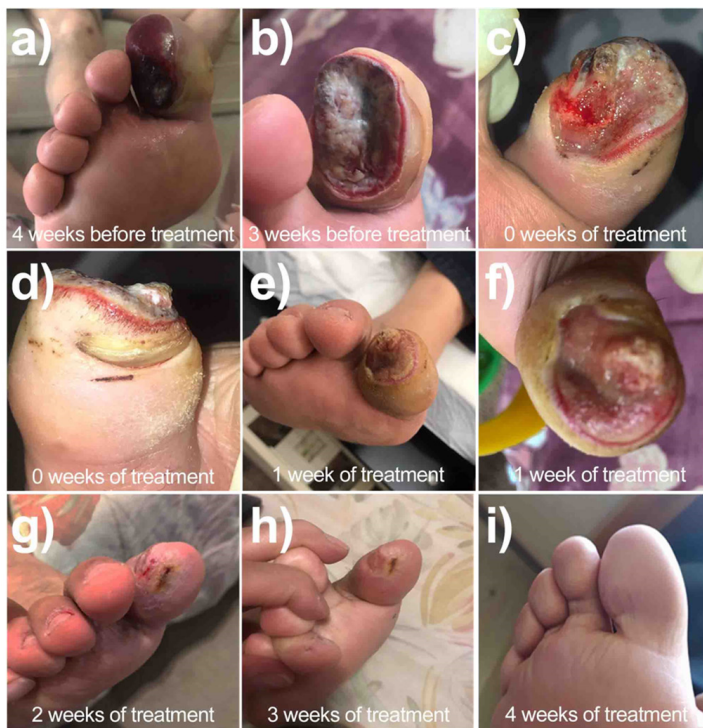 a)
4 weeks before treatment
b)
3 weeks before treatment
c)
0 weeks of treatment
d)
0 weeks of treatment
e)
1 week of treatment
f)
1 week of treatment
g)
2 weeks of treatment
h)
3 weeks of treatment
i)
4 weeks of treatment